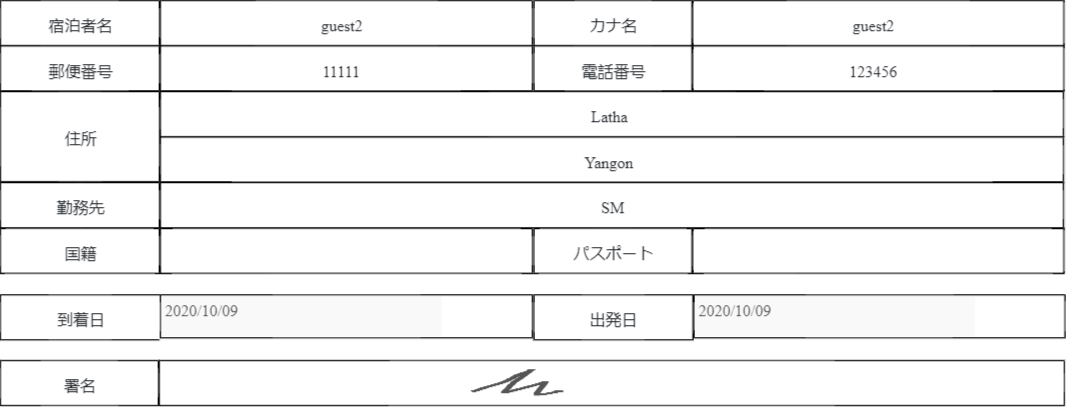 宿泊者名 guest2 カナ名 guest2
郵便番号 11111 電話番号 123456
住所 Latha
Yangon
勤務先 SM
国籍 パスポート
到着日 2020/10/09 出発日 2020/10/09
署名